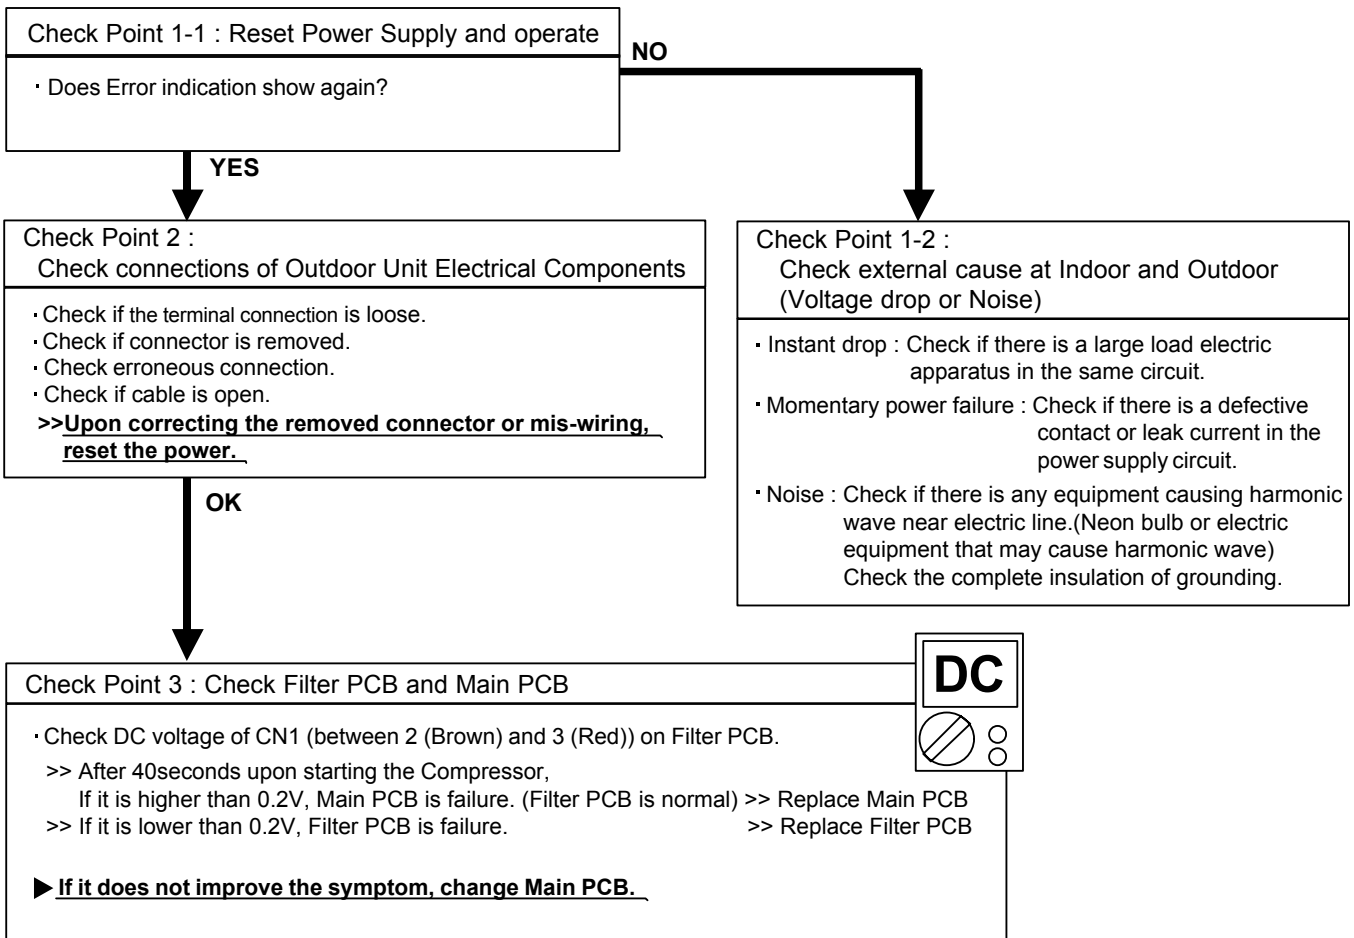 Check Point 1-1 : Reset Power Supply and operate
· Does Error indication show again?
NO
YES
Check Point 2 :
Check connections of Outdoor Unit Electrical Components
· Check if the terminal connection is loose.
· Check if connector is removed.
· Check erroneous connection.
· Check if cable is open.
>>Upon correcting the removed connector or mis-wiring,
reset the power.
OK
Check Point 1-2 :
Check external cause at Indoor and Outdoor
(Voltage drop or Noise)
· Instant drop : Check if there is a large load electric
apparatus in the same circuit.
· Momentary power failure : Check if there is a defective
contact or leak current in the
power supply circuit.
· Noise : Check if there is any equipment causing harmonic
wave near electric line.(Neon bulb or electric
equipment that may cause harmonic wave)
Check the complete insulation of grounding.
Check Point 3 : Check Filter PCB and Main PCB
DC
· Check DC voltage of CN1 (between 2 (Brown) and 3 (Red)) on Filter PCB.
>> After 40seconds upon starting the Compressor,
If it is higher than 0.2V, Main PCB is failure. (Filter PCB is normal) >> Replace Main PCB
>> If it is lower than 0.2V, Filter PCB is failure. >> Replace Filter PCB
▶ If it does not improve the symptom, change Main PCB.